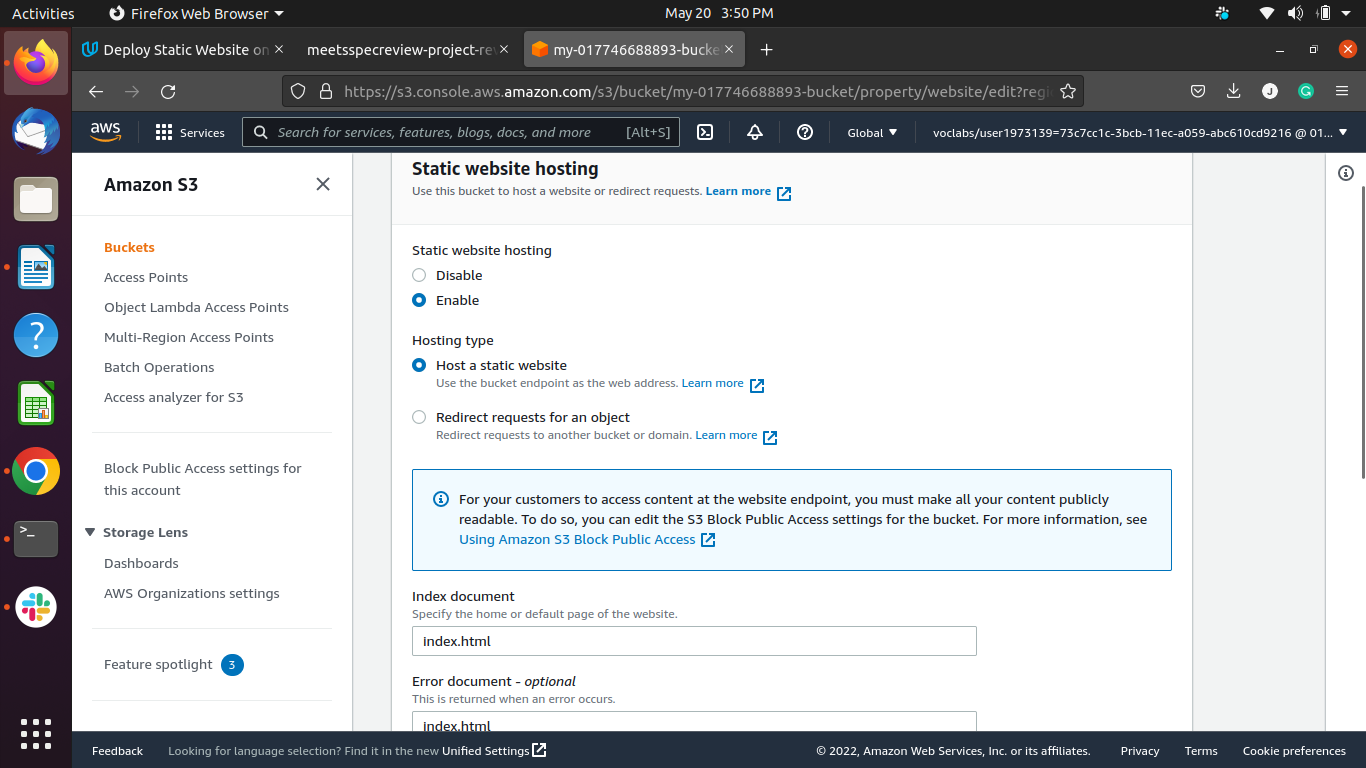 Activities
Firefox Web Browser
May 20 3:50 PM
Deploy Static Website on
meetsspecreview-project-re
my-017746688893-bucke
https://s3.console.aws.amazon.com/s3/bucket/my-017746688893-bucket/property/website/edit?regi
aws
Services
Search for services, features, blogs, docs, and more
[Alt+S]
Global
voclabs/user1973139=73c7cc1c-3bcb-11ec-a059-abc610cd9216 @ 01...
Amazon S3
Buckets
Access Points
Object Lambda Access Points
Multi-Region Access Points
Batch Operations
Access analyzer for S3
Block Public Access settings for
this account
Storage Lens
Dashboards
AWS Organizations settings
Feature spotlight 3
Static website hosting
Use this bucket to host a website or redirect requests. Learn more
Static website hosting
Disable
Enable
Hosting type
Host a static website
Use the bucket endpoint as the web address. Learn more
Redirect requests for an object
Redirect requests to another bucket or domain. Learn more
For your customers to access content at the website endpoint, you must make all your content publicly
readable. To do so, you can edit the S3 Block Public Access settings for the bucket. For more information, see
Using Amazon S3 Block Public Access
Index document
Specify the home or default page of the website.
index.html
Error document - optional
This is returned when an error occurs.
index.html
Feedback
Looking for language selection? Find it in the new Unified Settings
© 2022, Amazon Web Services, Inc. or its affiliates.
Privacy
Terms
Cookie preferences